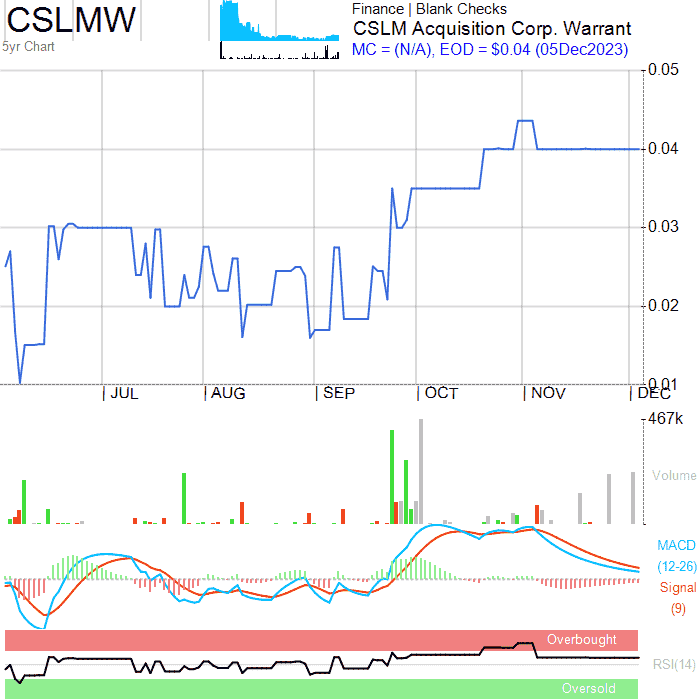 CSLMW
5yr Chart
Finance | Blank Checks
CSLM Acquisition Corp. Warrant
MC = (N/A), EOD = $0.04 (05Dec2023)
0.05
0.04
0.03
0.02
0.01
JUL AUG SEP OCT NOV DEC
467k
Volume
MACD
(12-26)
Signal
(9)
Overbought
RSI(14)
Oversold